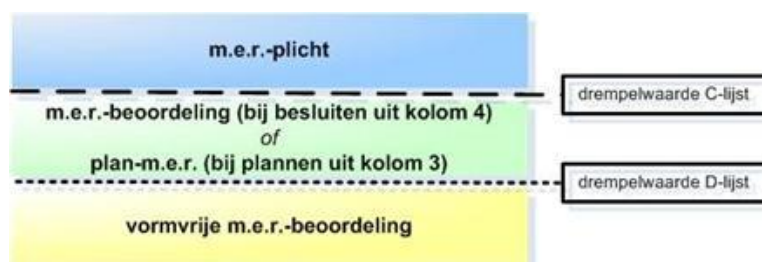 m.e.r.-plicht
drempelwaarde C-lijst
m.e.r.-beoordeling (bij besluiten uit kolom 4)
of
plan-m.e.r. (bij plannen uit kolom 3)
drempelwaarde D-lijst
vormvrije m.e.r.-beoordeling